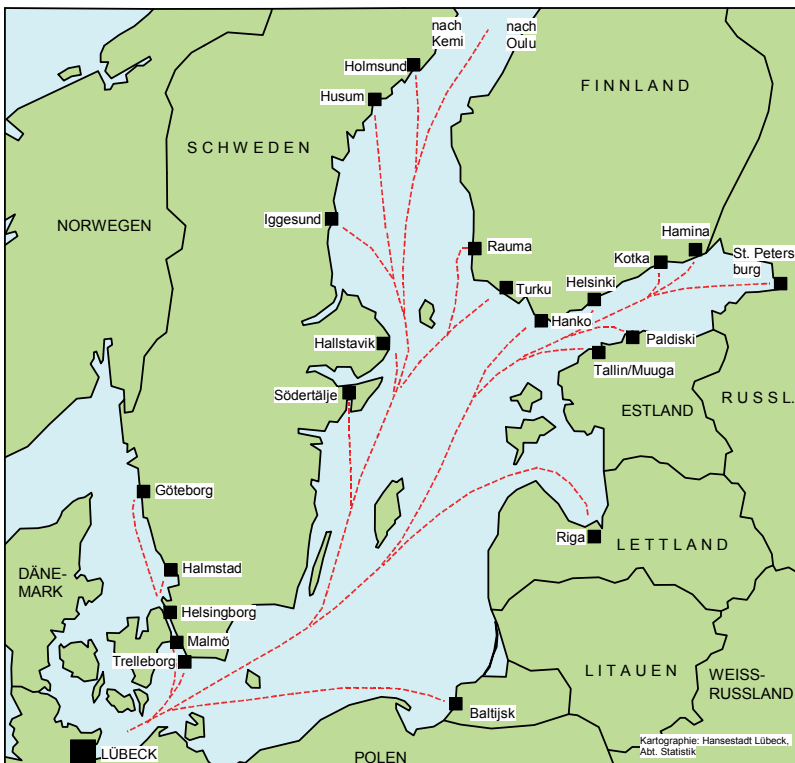 nach
Kemi
nach
Oulu
Holmsund
Husum
FINNLAND
SCHWEDEN
NORWEGEN
Iggesund
Rauma
Hamina
Kotka
St. Peters
burg
Turku
Helsinki
Hanko
Hallstavik
Paldiski
Tallin/Muuga
Södertälje
ESTLAND
RUSSL.
Göteborg
Riga
LETTLAND
DÄNE-
MARK
Halmstad
Helsingborg
Malmö
Trelleborg
LITAUEN
WEISS-
RUSSLAND
Baltijsk
LÜBECK
POLEN
Kartographie: Hansestadt Lübeck,
Abt. Statistik